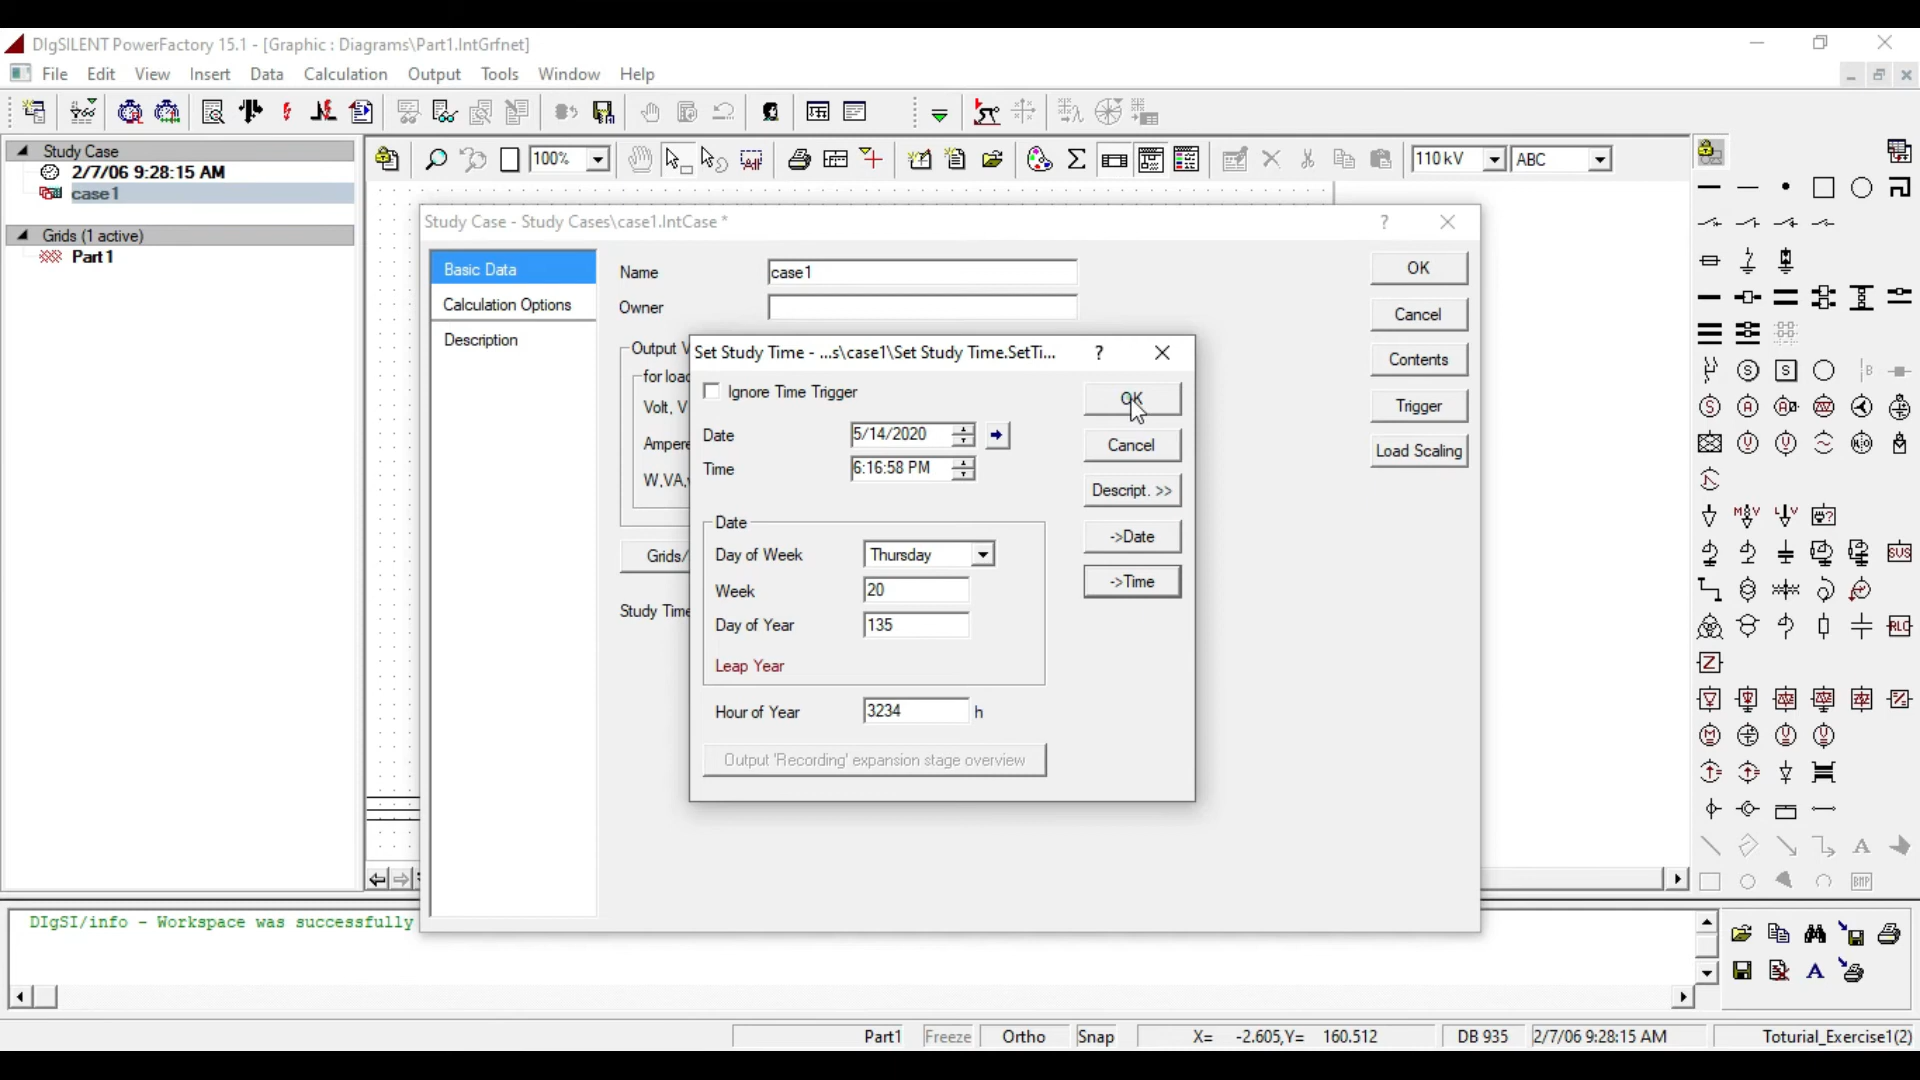 DIgSILENT PowerFactory 15.1 - [Graphic : Diagrams\Part1.IntGrfnet]
File Edit View Insert Data Calculation Output Tools Window Help
Study Case
2/7/06 9:28:15 AM
case1
Grids (1 active)
Part1
100%
110 kV
ABC
Study Case - Study Cases\case1.IntCase *
?
Basic Data
Calculation Options
Description
Name
case1
Owner
Output V
for load
Volt, V
Ampere
W,VA,
Grids/
Study Time
OK
Cancel
Contents
Trigger
Load Scaling
Set Study Time - ...s\case1\Set Study Time.SetTi...
?
Ignore Time Trigger
Date
5/14/2020
Time
6:16:58 PM
Date
Day of Week
Thursday
Week
20
Day of Year
135
Leap Year
Hour of Year
3234
h
Output 'Recording' expansion stage overview
OK
Cancel
Descript. >>
->Date
->Time
DIgSI/info - Workspace was successfully
Part1 Freeze Ortho Snap X= -2.605,Y= 160.512 DB 935 2/7/06 9:28:15 AM Toturial_Exercise1(2)